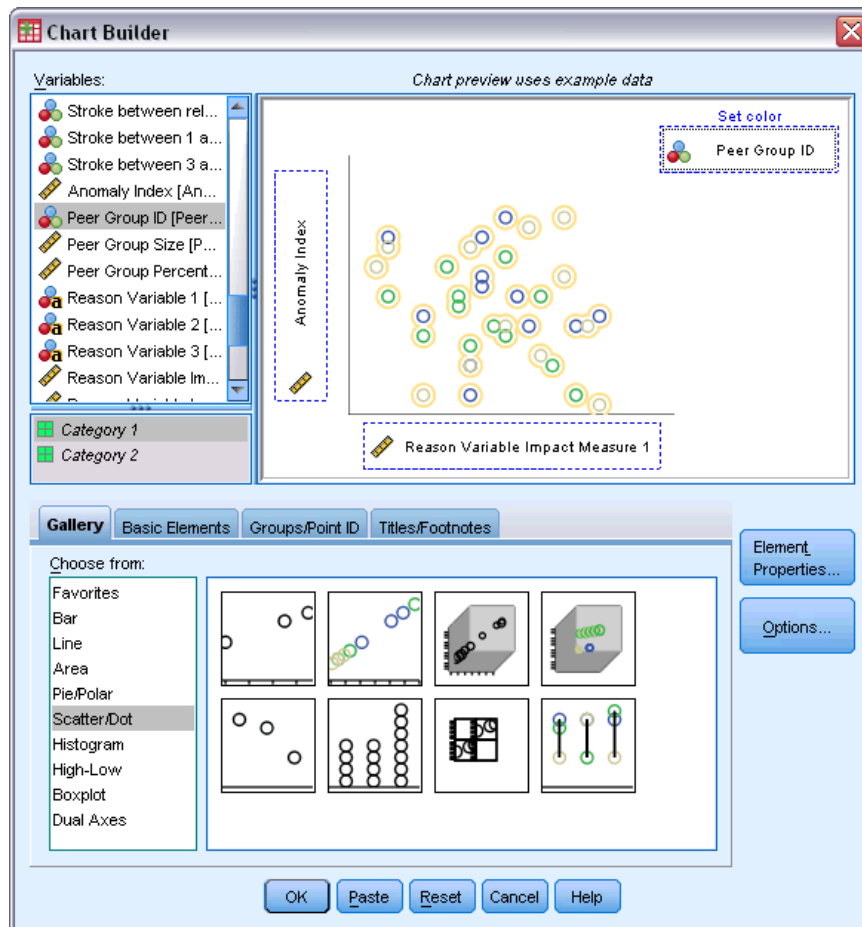 Chart Builder
Variables:
Chart preview uses example data
Stroke between rel...
Stroke between 1 a...
Stroke between 3 a...
Anomaly Index [An...
Peer Group ID [Peer...
Peer Group Size [P...
Peer Group Percent...
Reason Variable 1 [...
Reason Variable 2 [...
Reason Variable 3 [...
Reason Variable Im...
Category 1
Category 2
Set color
Peer Group ID
Anomaly Index
Reason Variable Impact Measure 1
Gallery
Basic Elements
Groups/Point ID
Titles/Footnotes
Choose from:
Favorites
Bar
Line
Area
Pie/Polar
Scatter/Dot
Histogram
High-Low
Boxplot
Dual Axes
Element Properties...
Options...
OK
Paste
Reset
Cancel
Help